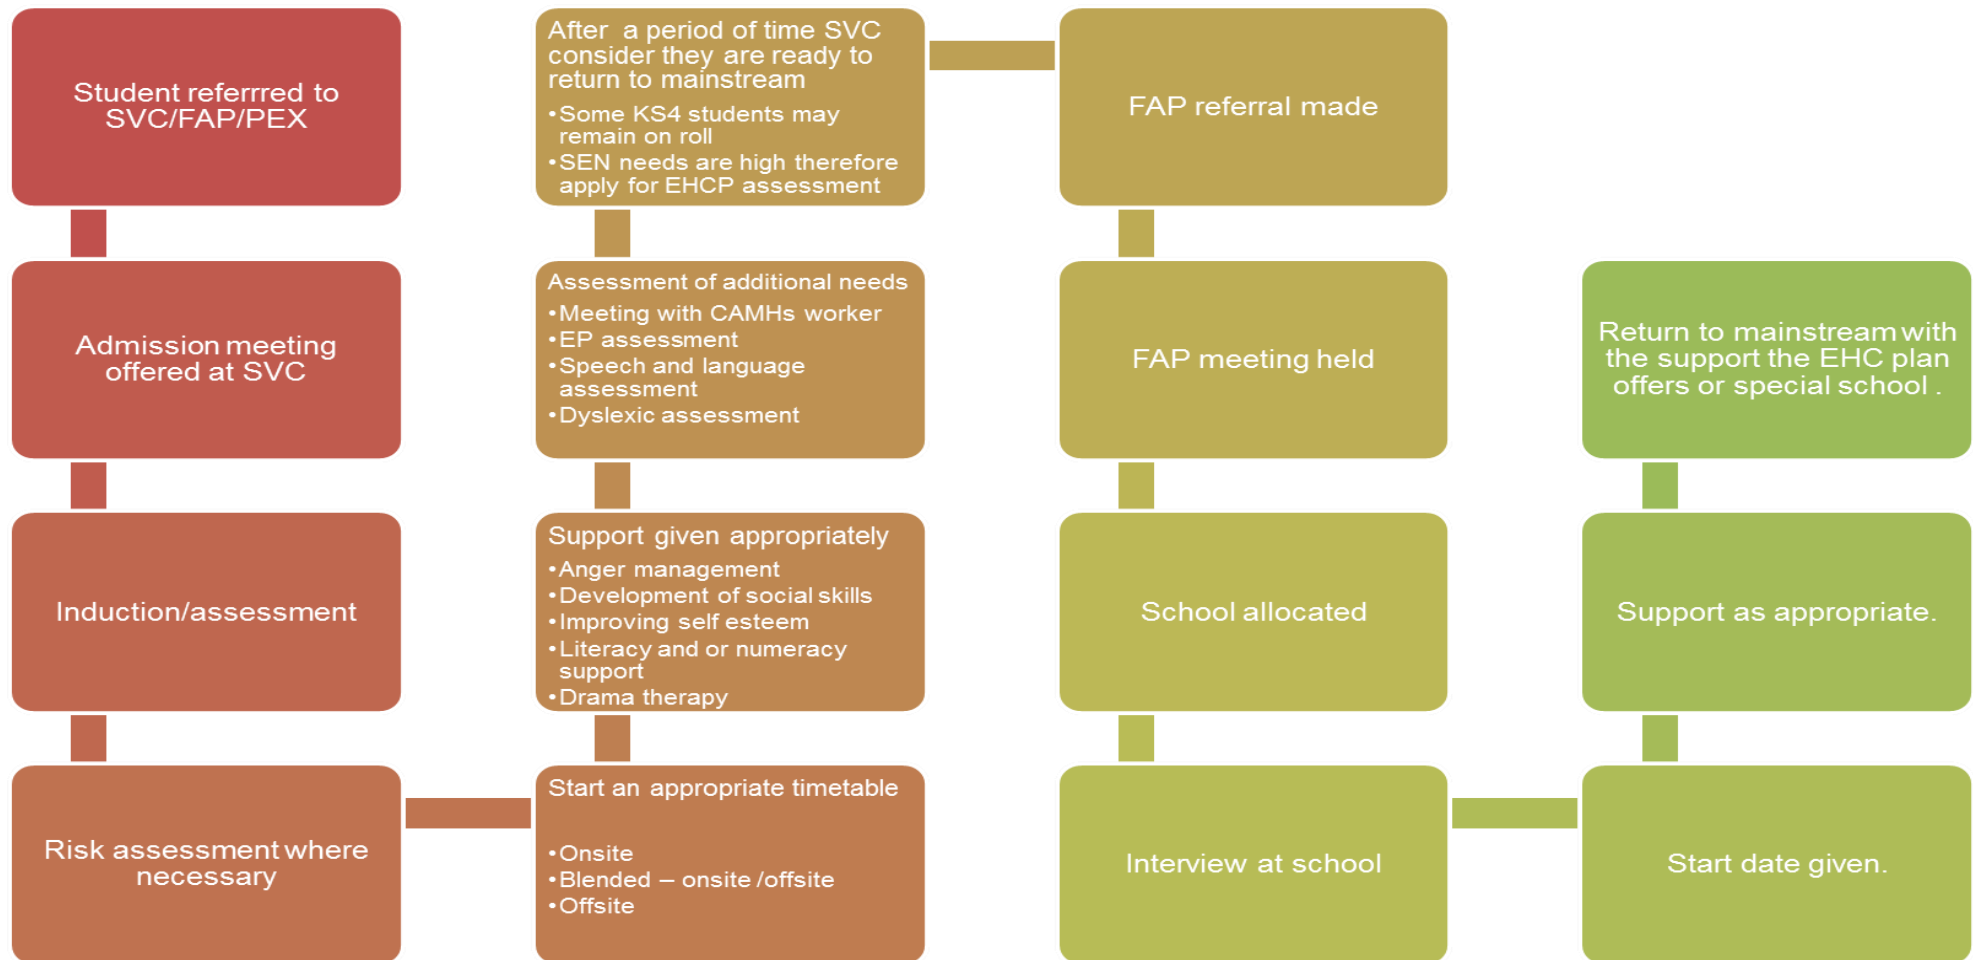 Student referrred to
SVC/FAP/PEX
Admission meeting
offered at SVC
Induction/assessment
Risk assessment where
necessary
Start an appropriate timetable
•Onsite
•Blended – onsite /offsite
•Offsite
Support given appropriately
•Anger management
•Development of social skills
•Improving self esteem
•Literacy and or numeracy
support
•Drama therapy
Assessment of additional needs
•Meeting with CAMHs worker
•EP assessment
•Speech and language
assessment
•Dyslexic assessment
After a period of time SVC
consider they are ready to
return to mainstream
•Some KS4 students may
remain on roll
•SEN needs are high therefore
apply for EHCP assessment
FAP referral made
FAP meeting held
School allocated
Interview at school
Start date given.
Support as appropriate.
Return to mainstream with
the support the EHC plan
offers or special school .